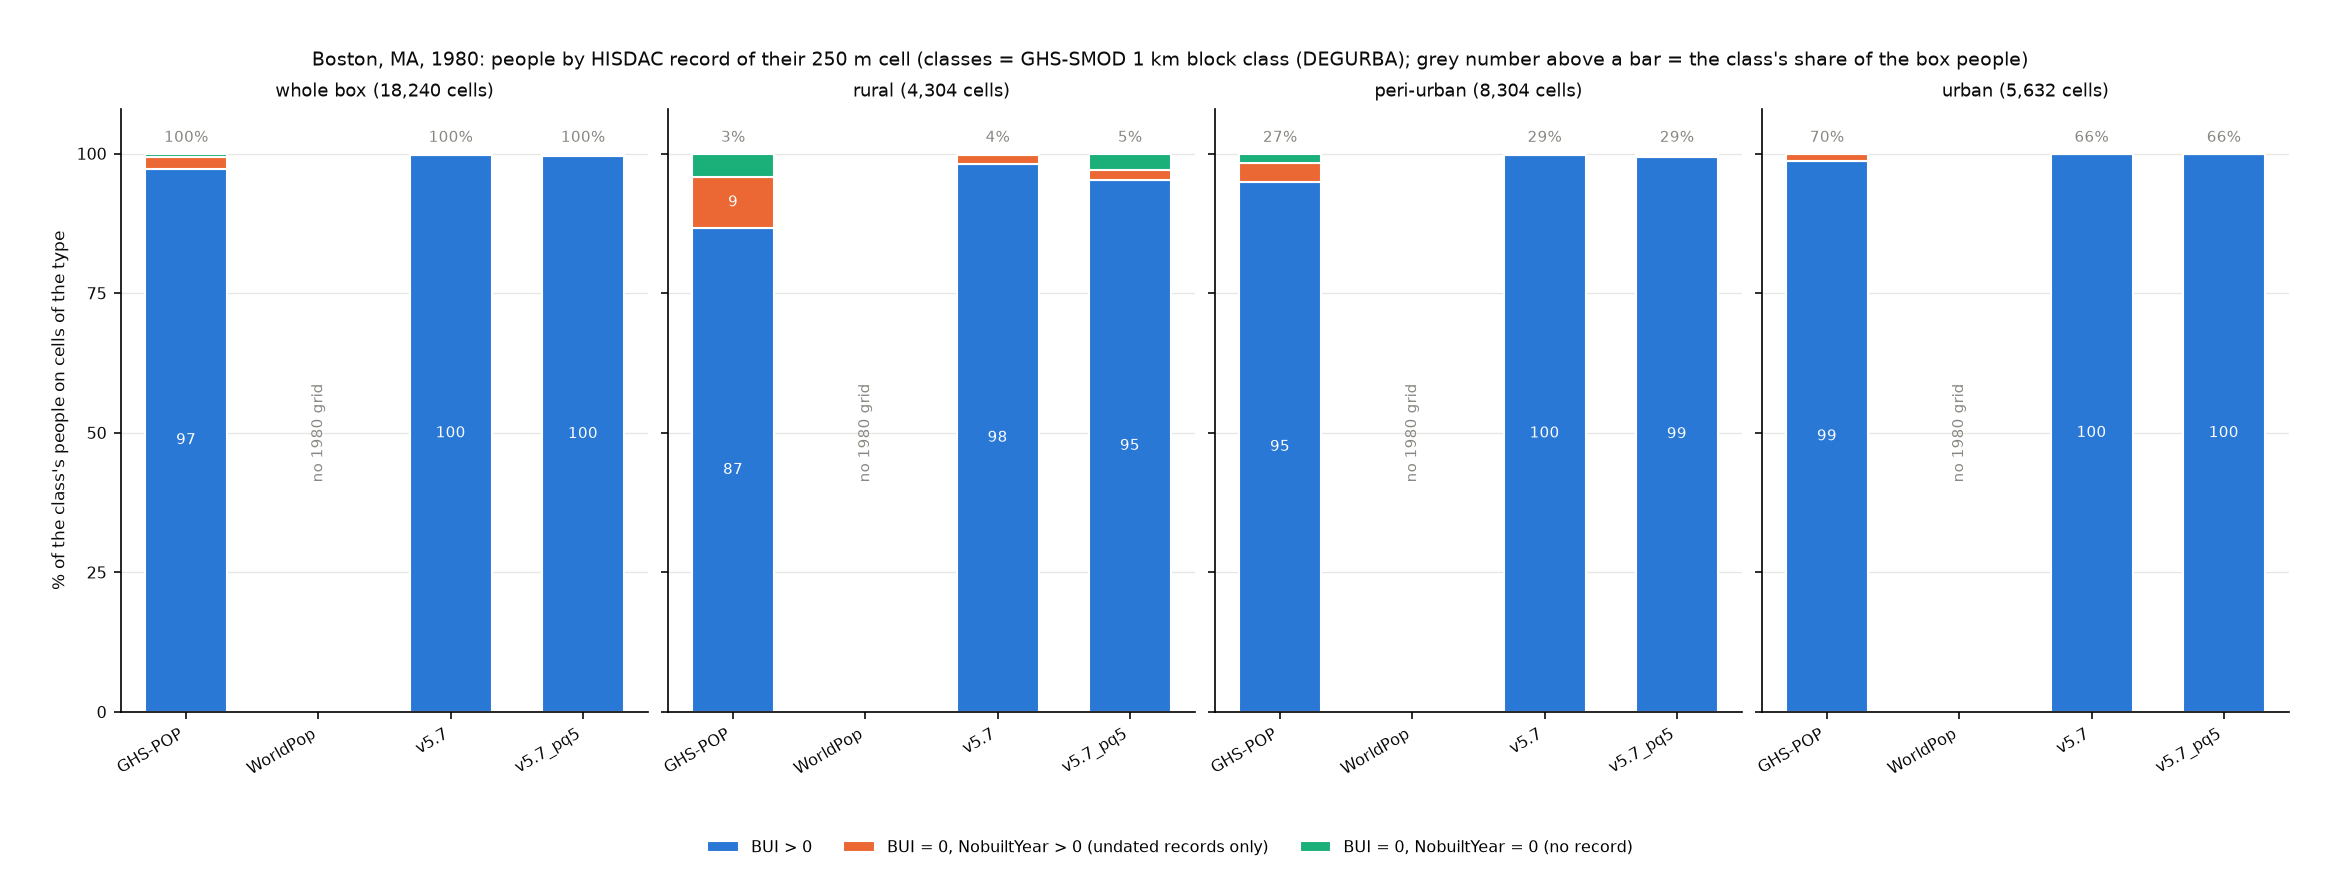 Boston, MA, 1980: people by HISDAC record of their 250 m cell (classes = GHS-SMOD 1 km block class (DEGURBA); grey number above a bar = the class's share of the box people)
whole box (18,240 cells)
rural (4,304 cells)
peri-urban (8,304 cells)
urban (5,632 cells)
% of the class's people on cells of the type
100
75
50
25
0
100%
100%
100%
97
no 1980 grid
100
100
GHS-POP
WorldPop
v5.7
v5.7_pq5
3%
4%
5%
9
87
no 1980 grid
98
95
GHS-POP
WorldPop
v5.7
v5.7_pq5
27%
29%
29%
95
no 1980 grid
100
99
GHS-POP
WorldPop
v5.7
v5.7_pq5
70%
66%
66%
99
no 1980 grid
100
100
GHS-POP
WorldPop
v5.7
v5.7_pq5
BUI > 0
BUI = 0, NobuiltYear > 0 (undated records only)
BUI = 0, NobuiltYear = 0 (no record)